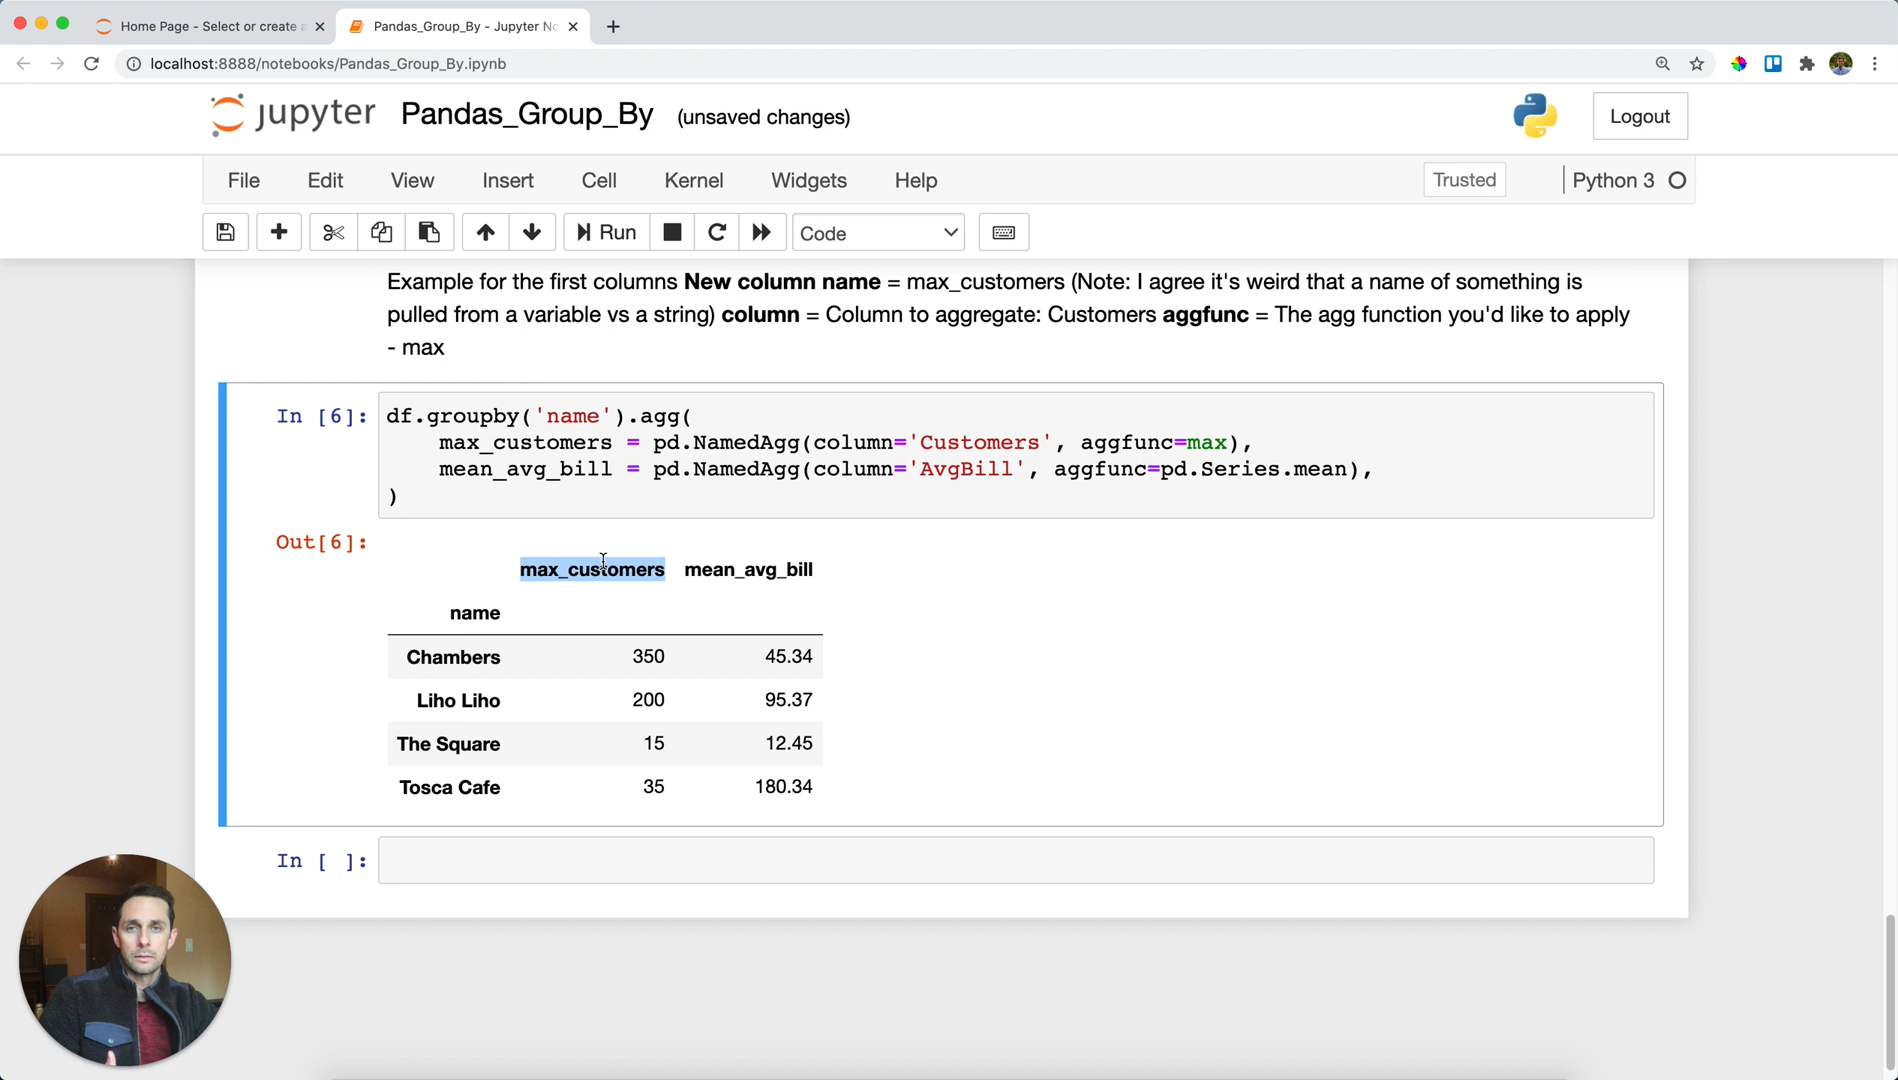 Home Page - Select or create a
Pandas_Group_By - Jupyter No
localhost:8888/notebooks/Pandas_Group_By.ipynb
jupyter Pandas_Group_By (unsaved changes)
Logout
File Edit View Insert Cell Kernel Widgets Help
Trusted
Python 3
Run
Code
Example for the first columns New column name = max_customers (Note: I agree it's weird that a name of something is
pulled from a variable vs a string) column = Column to aggregate: Customers aggfunc = The agg function you'd like to apply
- max
In [6]: df.groupby('name').agg(
max_customers = pd.NamedAgg(column='Customers', aggfunc=max),
mean_avg_bill = pd.NamedAgg(column='AvgBill', aggfunc=pd.Series.mean),
)
Out[6]:
max_customers mean_avg_bill
name
Chambers 350 45.34
Liho Liho 200 95.37
The Square 15 12.45
Tosca Cafe 35 180.34
In [ ]: